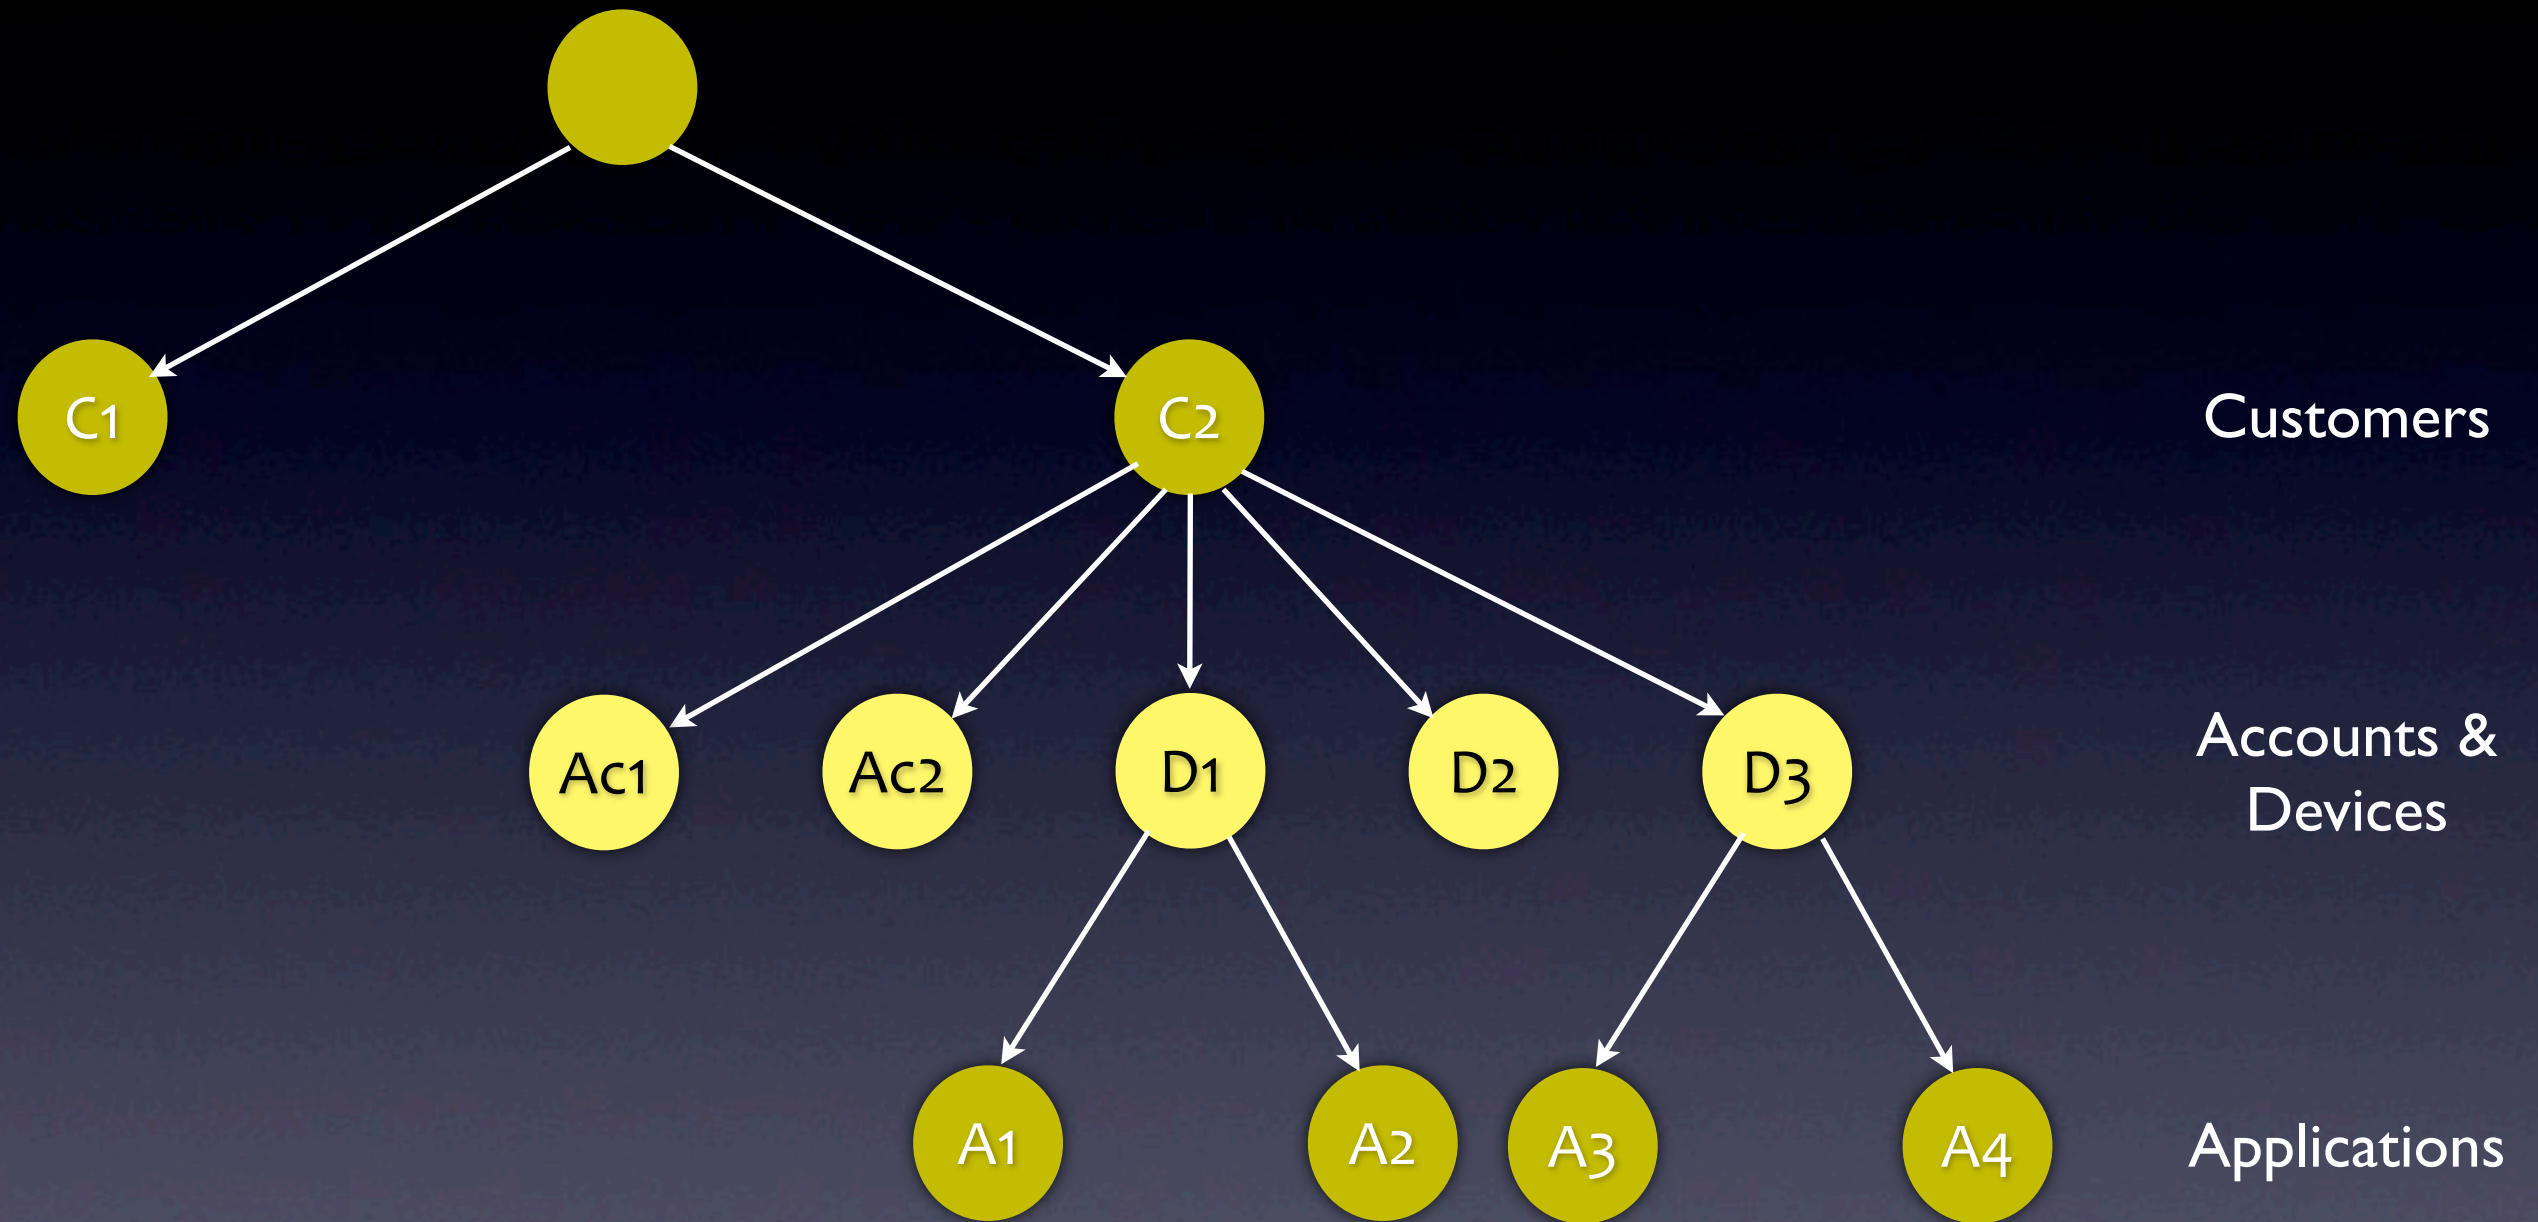 C1
C2
Customers
Ac1
Ac2
D1
D2
D3
Accounts &
Devices
A1
A2
A3
A4
Applications